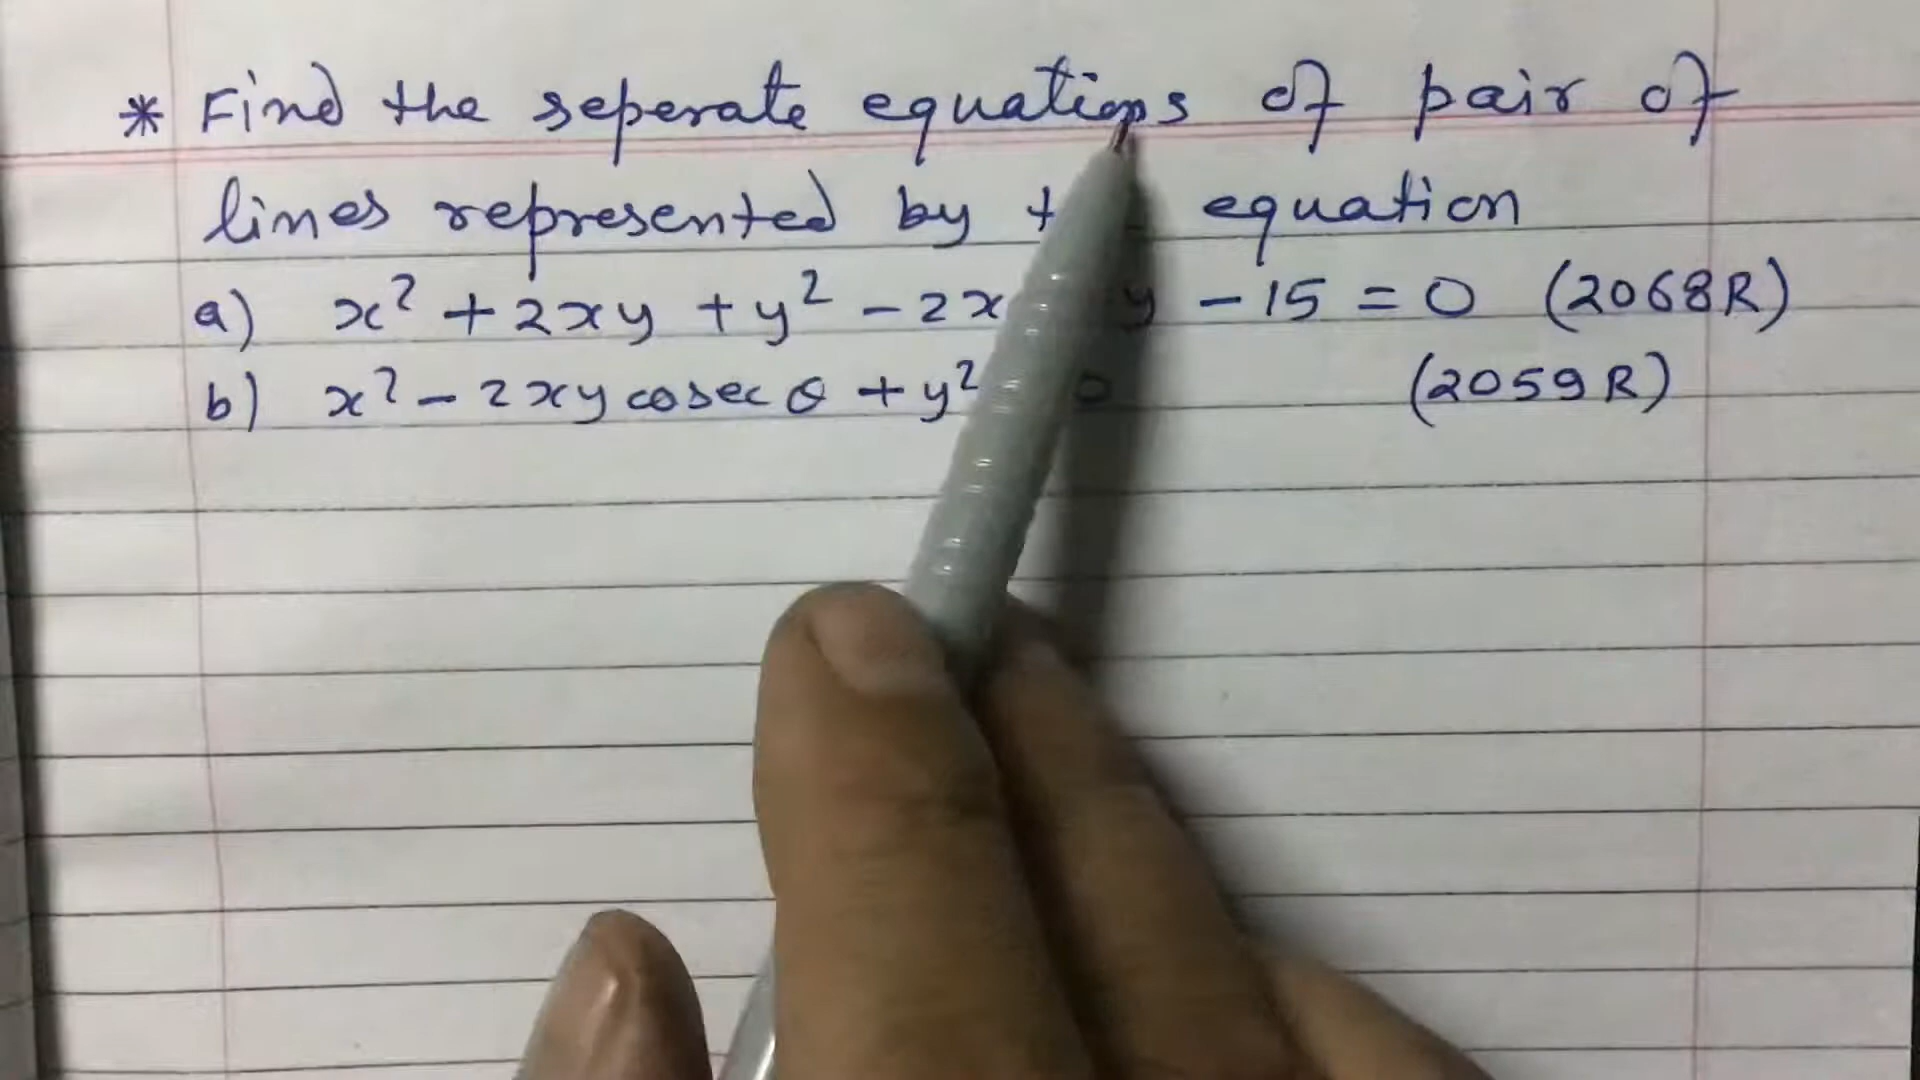 * Find the seperate equations of pair of
lines represented by equation
a) x² + 2xy + y² - 2x y - 15 = 0 (2068R)
b) x² - 2xy cosec θ + y² 0 (2059R)